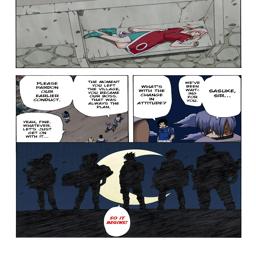 PLEASE
PARDON
OUR
EARLIER
CONDUCT.
THE MOMENT
YOU LEFT
THE VILLAGE,
YOU BECAME
OUR BOSS.
THAT WAS
ALWAYS THE
PLAN.
YEAH, FINE,
WHATEVER.
LET'S JUST
GET ON
WITH IT...
WHAT'S
WITH THE
CHANGE
IN
ATTITUDE?
WE'VE
BEEN
WAIT-
ING
FOR
YOU,
SASUKE,
SIR...
SO IT
BEGINS!